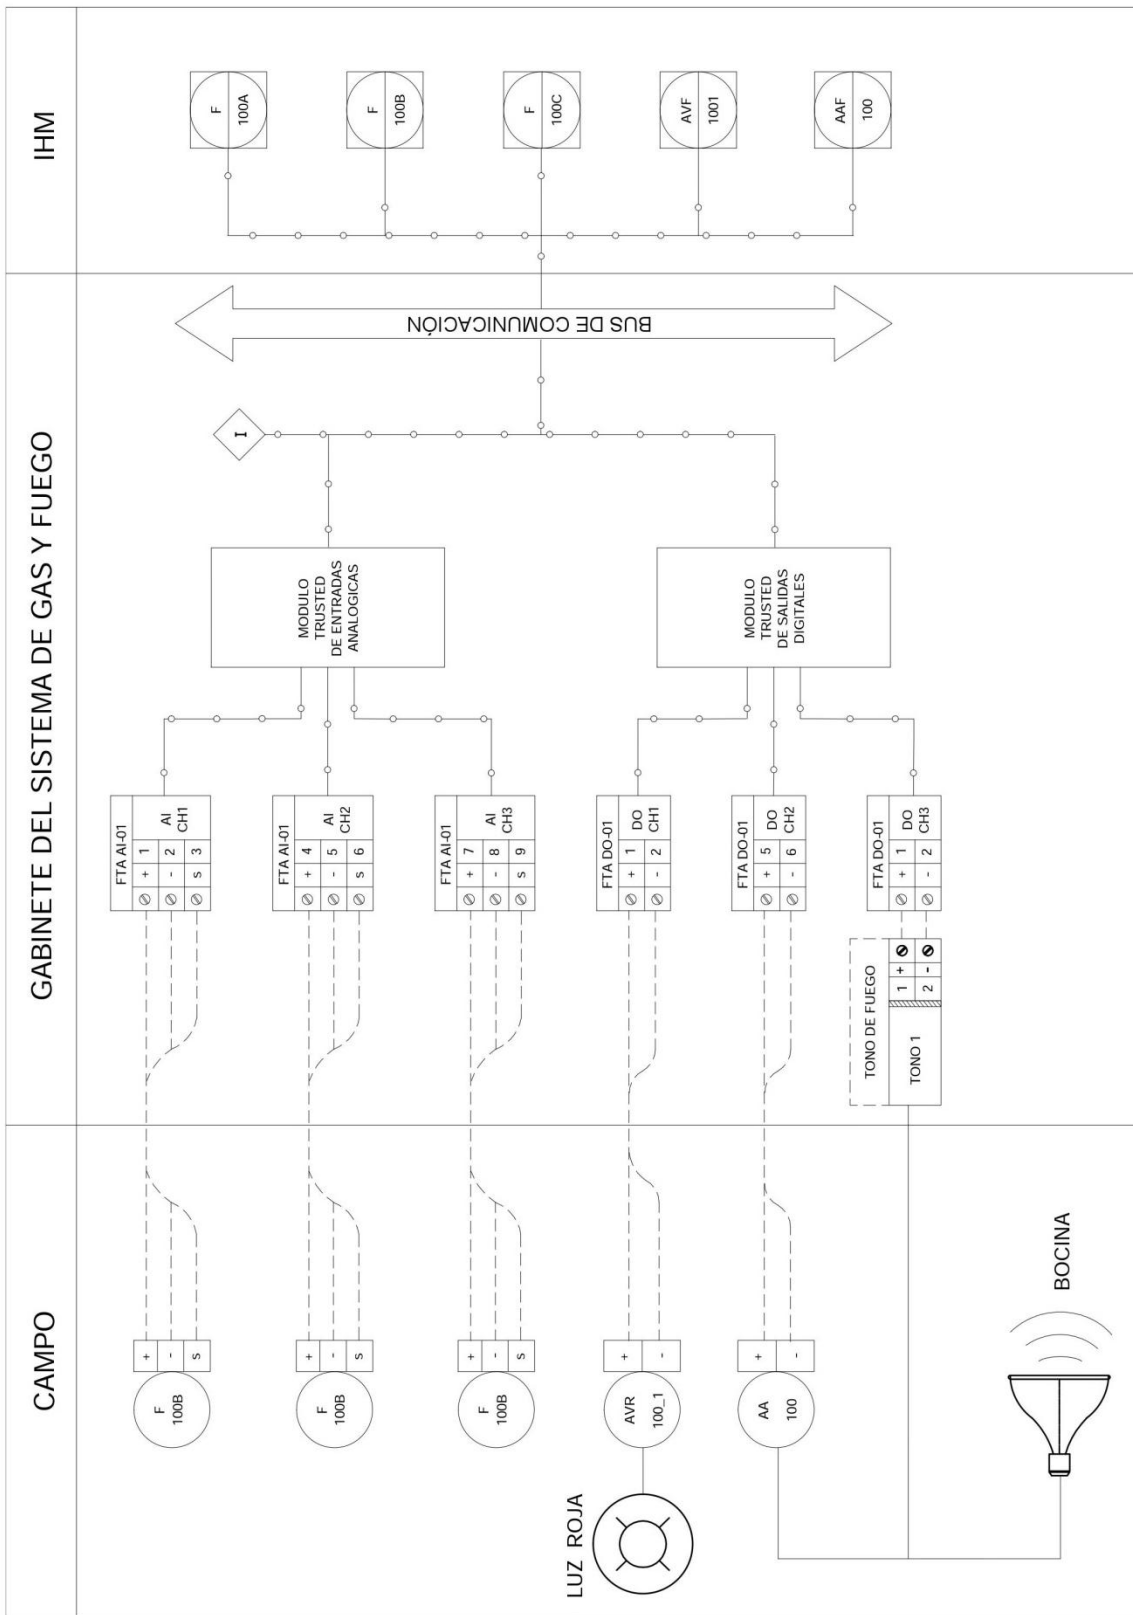 CAMPO
GABINETE DEL SISTEMA DE GAS Y FUEGO
IHM
F
100B
+
-
S
FTA AI-01
+ 1
- 2
S 3
AI
CH1
F
100B
+
-
S
FTA AI-01
+ 4
- 5
S 6
AI
CH2
F
100B
+
-
S
FTA AI-01
+ 7
- 8
S 9
AI
CH3
MODULO
TRUSTED
DE ENTRADAS
ANALOGICAS
LUZ ROJA
AVR
100_1
+
-
FTA DO-01
+ 1
- 2
DO
CH1
AA
100
+
-
FTA DO-01
+ 5
- 6
DO
CH2
TONO DE FUEGO
TONO 1
1 +
2 -
FTA DO-01
+ 1
- 2
DO
CH3
MODULO
TRUSTED
DE SALIDAS
DIGITALES
BOCINA
I
BUS DE COMUNICACIÓN
F
100A
F
100B
F
100C
AVF
1001
AAF
100